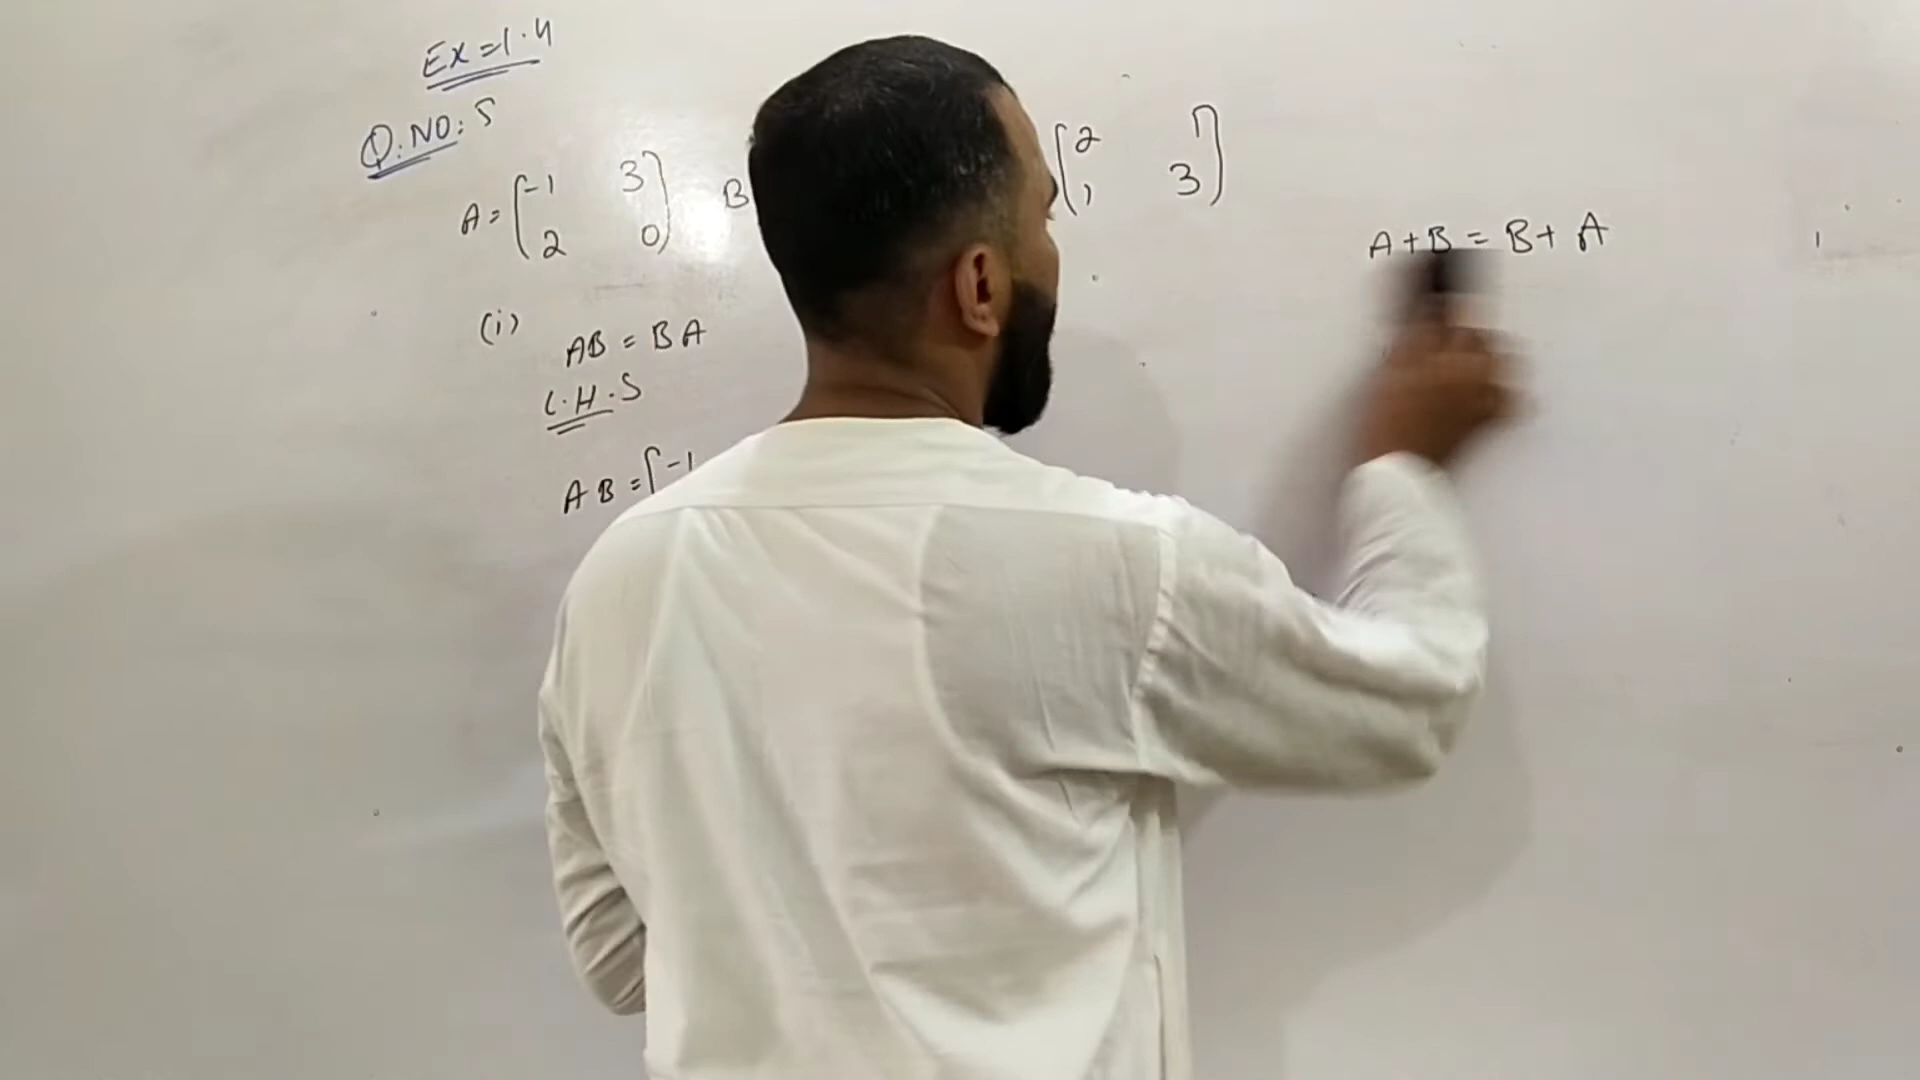 Ex = 1.4
Q.NO: 5
A = [-1 3
2 0] B [2 1
1 3]
A+B = B+A
(i)
AB = BA
L.H.S
AB = [-1